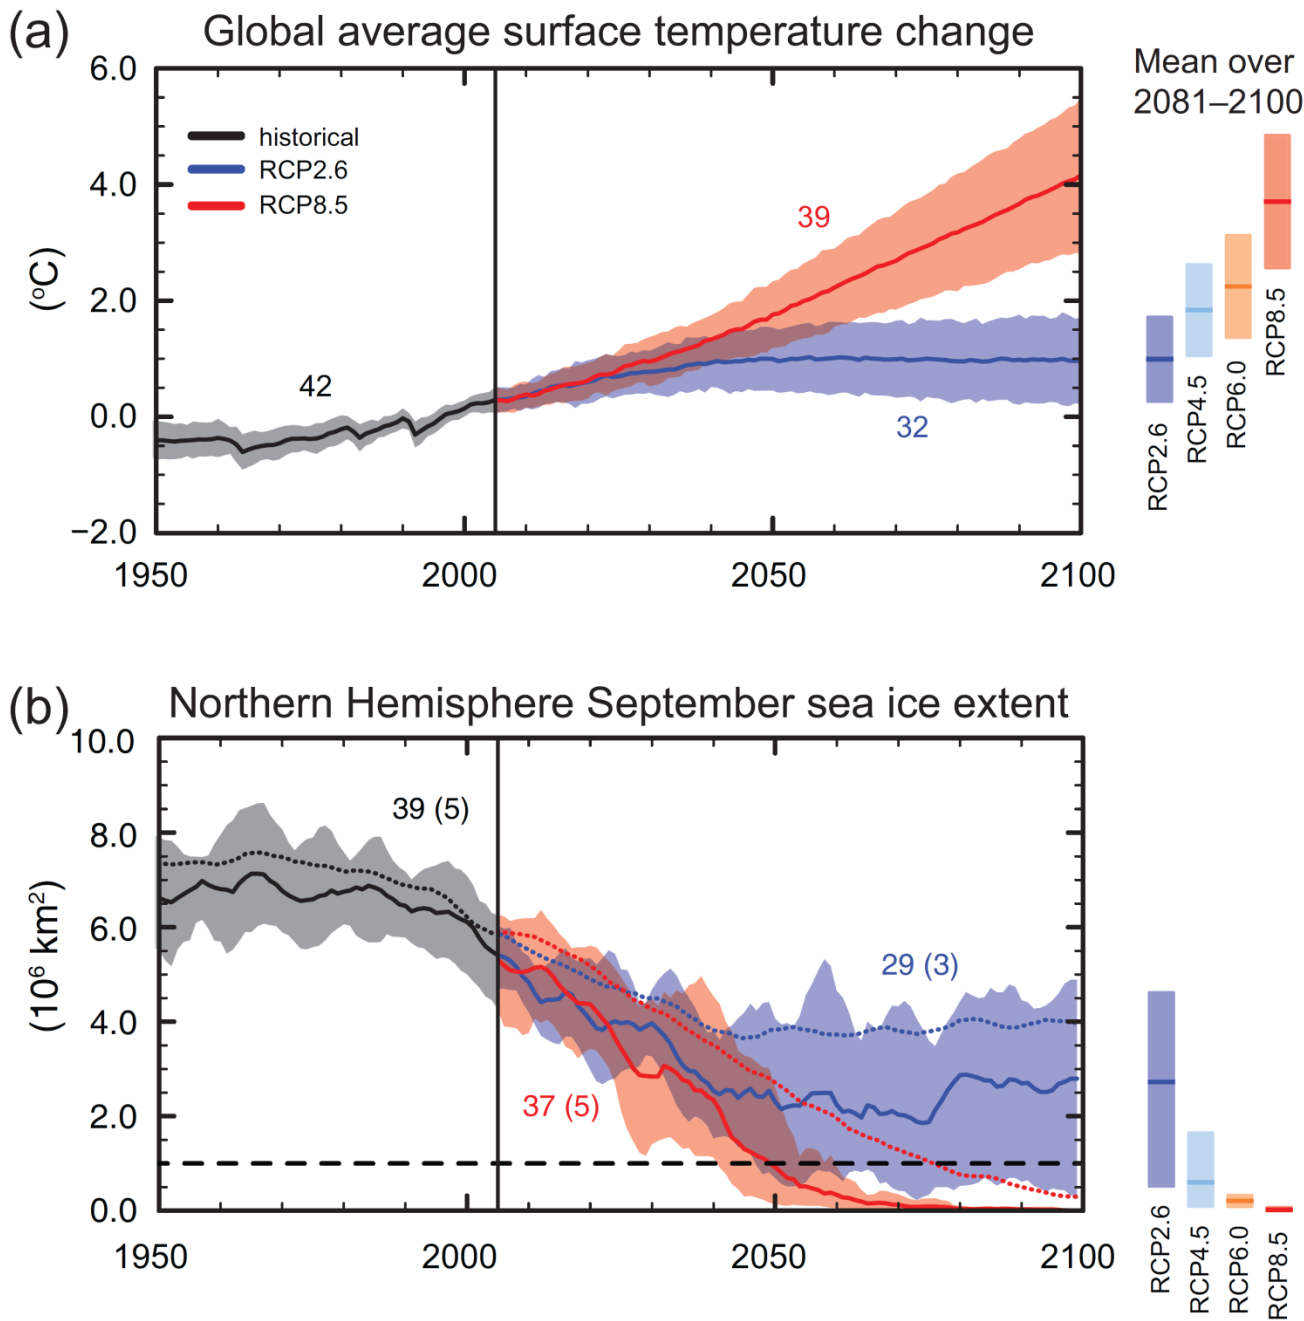 (a) Global average surface temperature change
Mean over
2081–2100
6.0
4.0
2.0
0.0
−2.0
(°C)
historical
RCP2.6
RCP8.5
42
39
32
1950 2000 2050 2100
RCP2.6
RCP4.5
RCP6.0
RCP8.5
(b) Northern Hemisphere September sea ice extent
10.0
8.0
6.0
4.0
2.0
0.0
(10⁶ km²)
39 (5)
29 (3)
37 (5)
1950 2000 2050 2100
RCP2.6
RCP4.5
RCP6.0
RCP8.5